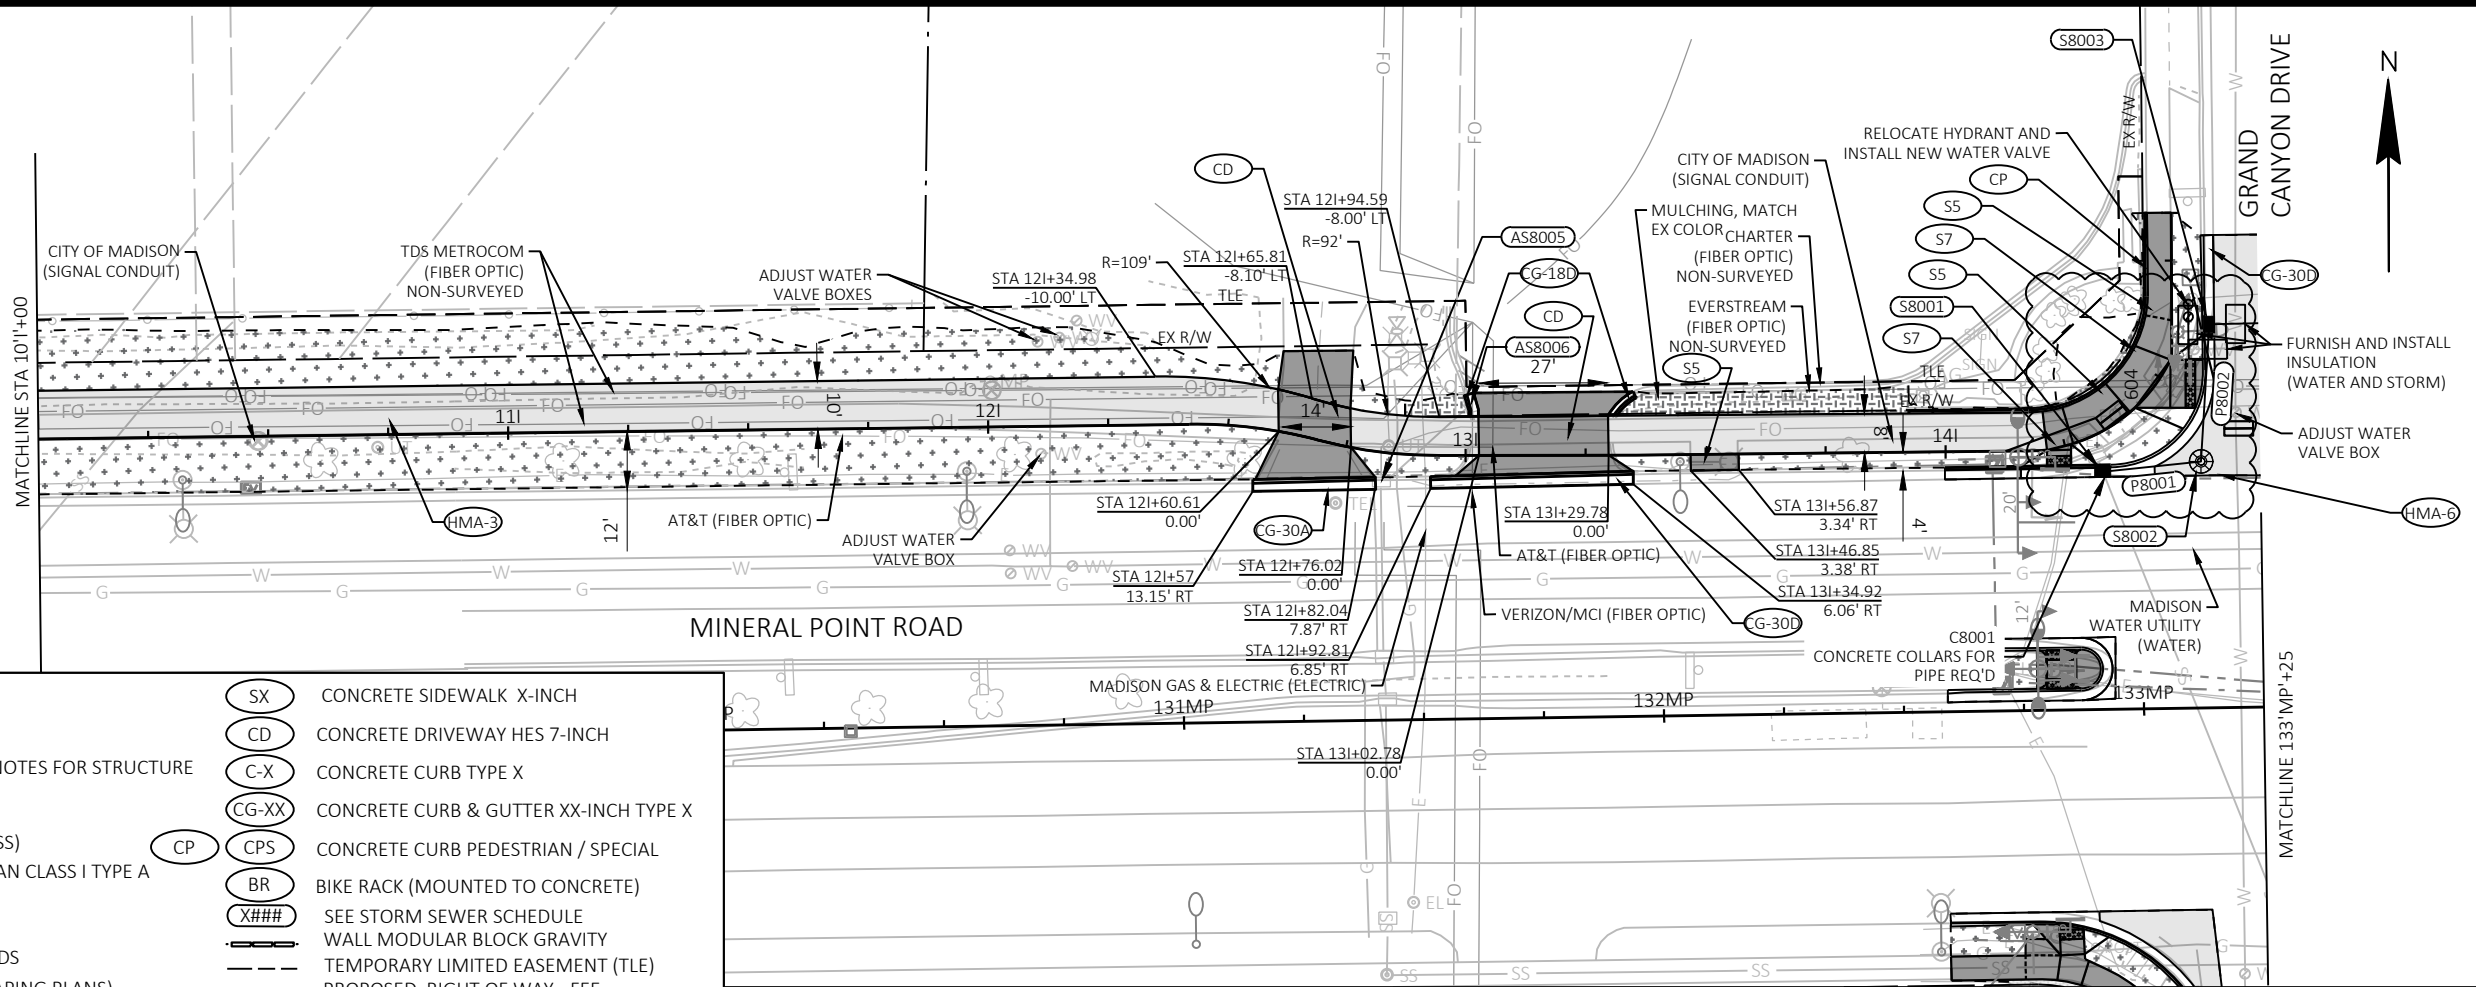 S8003
GRAND
CANYON DRIVE
N
EX R/W
RELOCATE HYDRANT AND
INSTALL NEW WATER VALVE
CP
S5
S7
S5
S8001
S7
CG-30D
FURNISH AND INSTALL
INSULATION
(WATER AND STORM)
ADJUST WATER
VALVE BOX
P8002
P8001
S8002
HMA-6
604
CITY OF MADISON
(SIGNAL CONDUIT)
MULCHING, MATCH
EX COLOR
CHARTER
(FIBER OPTIC)
NON-SURVEYED
EVERSTREAM
(FIBER OPTIC)
NON-SURVEYED
S5
TLE
EX R/W
CD
STA 12I+94.59
-8.00' LT
R=92'
AS8005
CG-18D
CD
AS8006
27'
STA 12I+65.81
-8.10' LT
TLE
R=109'
STA 12I+34.98
-10.00' LT
EX R/W
ADJUST WATER
VALVE BOXES
TDS METROCOM
(FIBER OPTIC)
NON-SURVEYED
CITY OF MADISON
(SIGNAL CONDUIT)
MATCHLINE STA 10'I'+00
11I
10'
12I
14'
13I
8'
14I
12'
HMA-3
AT&T (FIBER OPTIC)
ADJUST WATER
VALVE BOX
STA 12I+60.61
0.00'
CG-30A
STA 12I+57
13.15' RT
STA 12I+76.02
0.00'
STA 12I+82.04
7.87' RT
STA 12I+92.81
6.85' RT
MADISON GAS & ELECTRIC (ELECTRIC)
STA 13I+02.78
0.00'
STA 13I+29.78
0.00'
AT&T (FIBER OPTIC)
VERIZON/MCI (FIBER OPTIC)
CG-30D
STA 13I+56.87
3.34' RT
STA 13I+46.85
3.38' RT
STA 13I+34.92
6.06' RT
4'
20'
12'
MADISON
WATER UTILITY
(WATER)
C8001
CONCRETE COLLARS FOR
PIPE REQ'D
MINERAL POINT ROAD
131MP
132MP
133MP
MATCHLINE 133'MP'+25
FO
W
G
WV
TEL
E
EL
SS
SIGN
SX CONCRETE SIDEWALK X-INCH
CD CONCRETE DRIVEWAY HES 7-INCH
NOTES FOR STRUCTURE
C-X CONCRETE CURB TYPE X
CG-XX CONCRETE CURB & GUTTER XX-INCH TYPE X
SS)
CP CPS CONCRETE CURB PEDESTRIAN / SPECIAL
AN CLASS I TYPE A
BR BIKE RACK (MOUNTED TO CONCRETE)
X### SEE STORM SEWER SCHEDULE
WALL MODULAR BLOCK GRAVITY
DS
TEMPORARY LIMITED EASEMENT (TLE)